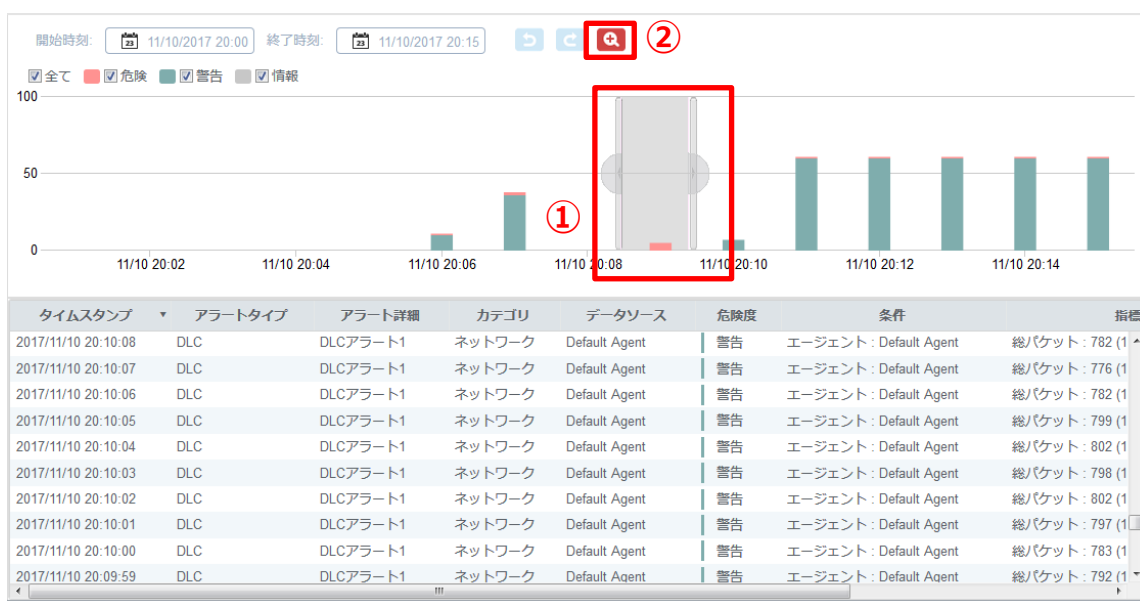 開始時刻: 23 11/10/2017 20:00 終了時刻: 23 11/10/2017 20:15 ②
全て 危険 警告 情報
100
50
①
0
11/10 20:02 11/10 20:04 11/10 20:06 11/10 20:08 11/10 20:10 11/10 20:12 11/10 20:14
タイムスタンプ ▼ アラートタイプ アラート詳細 カテゴリ データソース 危険度 条件 指標
2017/11/10 20:10:08 DLC DLCアラート1 ネットワーク Default Agent 警告 エージェント : Default Agent 総パケット : 782 (1
2017/11/10 20:10:07 DLC DLCアラート1 ネットワーク Default Agent 警告 エージェント : Default Agent 総パケット : 776 (1
2017/11/10 20:10:06 DLC DLCアラート1 ネットワーク Default Agent 警告 エージェント : Default Agent 総パケット : 782 (1
2017/11/10 20:10:05 DLC DLCアラート1 ネットワーク Default Agent 警告 エージェント : Default Agent 総パケット : 799 (1
2017/11/10 20:10:04 DLC DLCアラート1 ネットワーク Default Agent 警告 エージェント : Default Agent 総パケット : 802 (1
2017/11/10 20:10:03 DLC DLCアラート1 ネットワーク Default Agent 警告 エージェント : Default Agent 総パケット : 798 (1
2017/11/10 20:10:02 DLC DLCアラート1 ネットワーク Default Agent 警告 エージェント : Default Agent 総パケット : 802 (1
2017/11/10 20:10:01 DLC DLCアラート1 ネットワーク Default Agent 警告 エージェント : Default Agent 総パケット : 797 (1
2017/11/10 20:10:00 DLC DLCアラート1 ネットワーク Default Agent 警告 エージェント : Default Agent 総パケット : 783 (1
2017/11/10 20:09:59 DLC DLCアラート1 ネットワーク Default Agent 警告 エージェント : Default Agent 総パケット : 792 (1